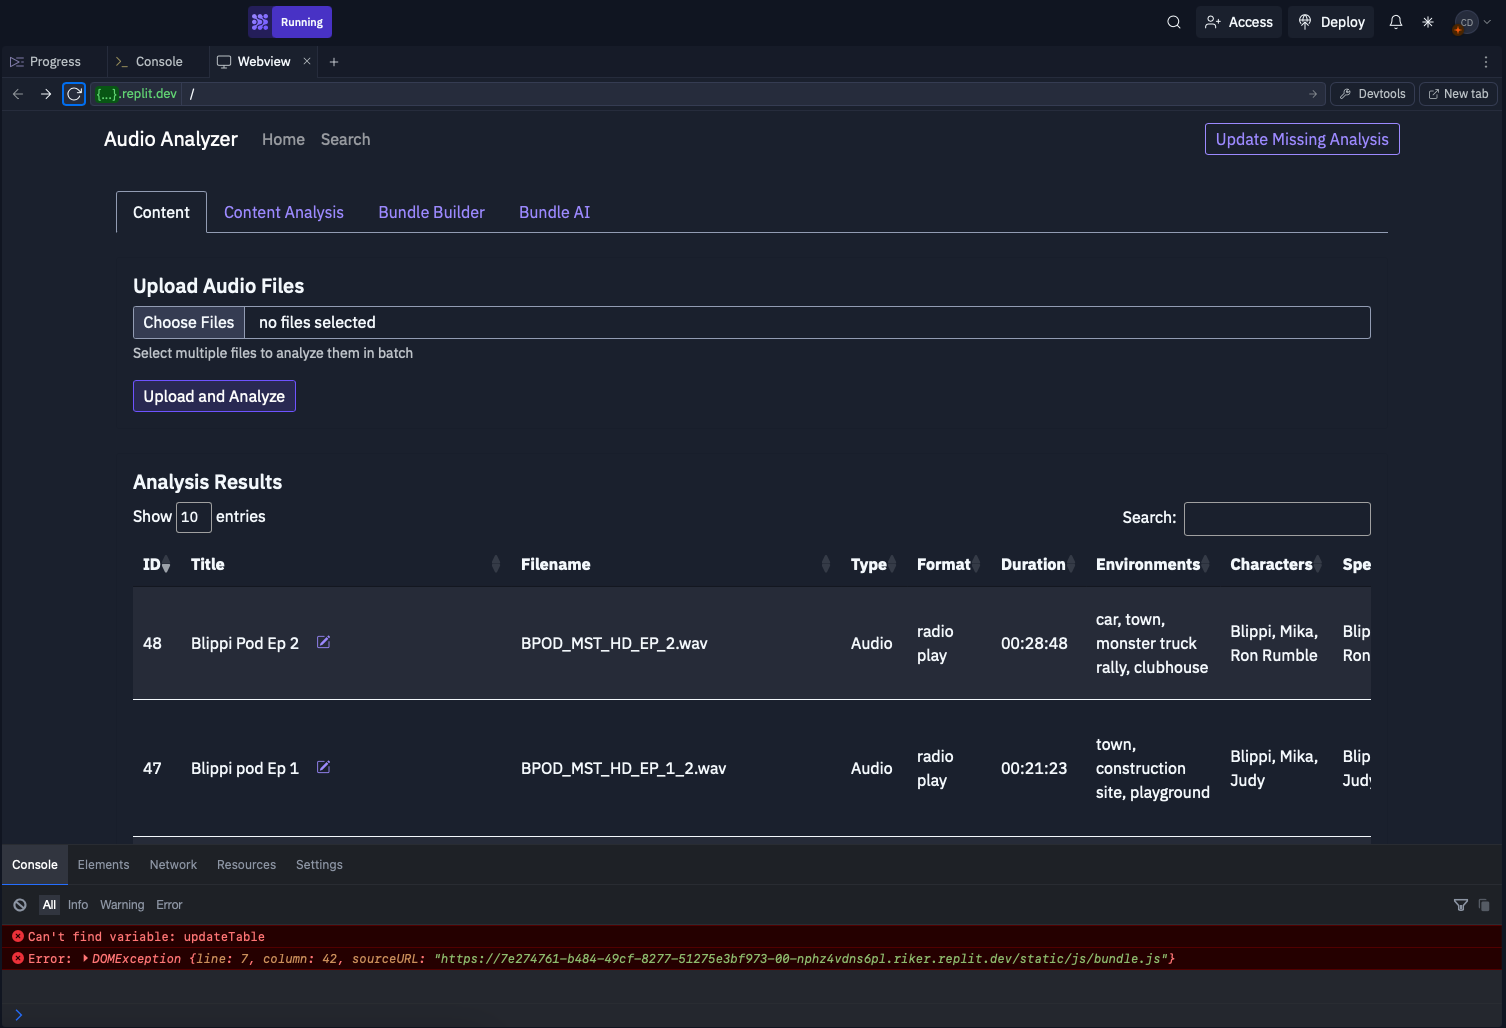 Running
Access
Deploy
CD
Progress
Console
Webview
{...}.replit.dev /
Devtools
New tab
Audio Analyzer
Home
Search
Update Missing Analysis
Content
Content Analysis
Bundle Builder
Bundle AI
Upload Audio Files
Choose Files no files selected
Select multiple files to analyze them in batch
Upload and Analyze
Analysis Results
Show 10 entries
Search:
ID Title Filename Type Format Duration Environments Characters Spe
48 Blippi Pod Ep 2 BPOD_MST_HD_EP_2.wav Audio radio play 00:28:48 car, town, monster truck rally, clubhouse Blippi, Mika, Ron Rumble Blip Ron
47 Blippi pod Ep 1 BPOD_MST_HD_EP_1_2.wav Audio radio play 00:21:23 town, construction site, playground Blippi, Mika, Judy Blip Judy
Console Elements Network Resources Settings
All Info Warning Error
Can't find variable: updateTable
Error: DOMException {line: 7, column: 42, sourceURL: "https://7e274761-b484-49cf-8277-51275e3bf973-00-nphz4vdns6pl.riker.replit.dev/static/js/bundle.js"}